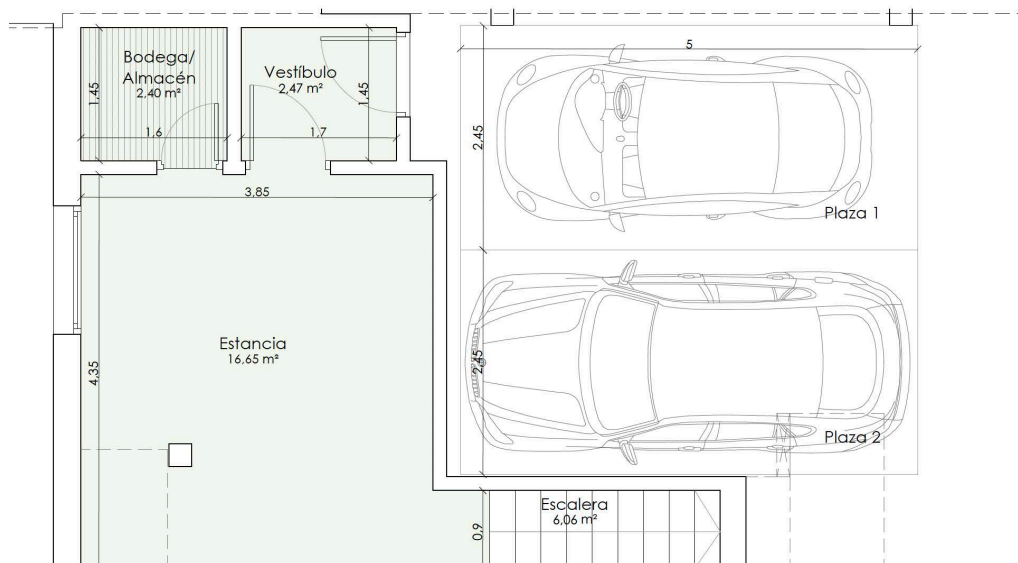 5
Bodega/
Almacén
2,40 m²
Vestíbulo
2,47 m²
1,45
1,45
1,6
1,7
2,45
3,85
Plaza 1
Estancia
16,65 m²
4,35
2,45
Plaza 2
Escalera
6,06 m²
0,9